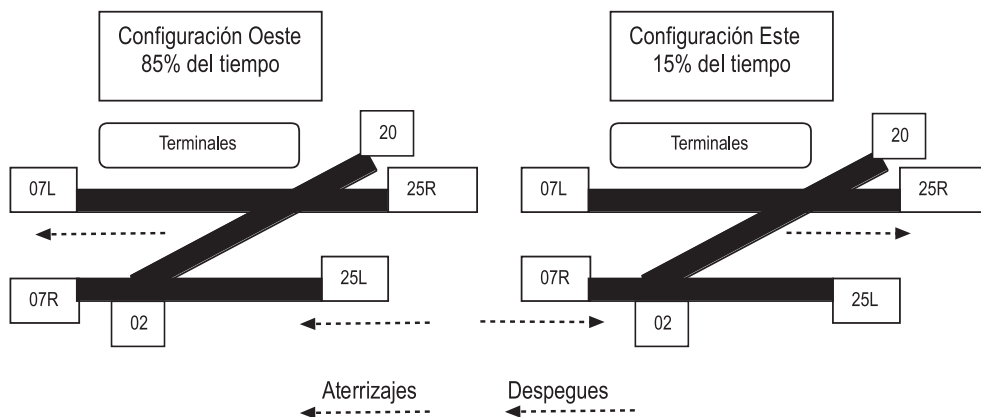 Configuración Oeste
85% del tiempo
Terminales
20
07L
25R
07R
25L
02
Configuración Este
15% del tiempo
Terminales
20
07L
25R
07R
25L
02
Aterrizajes
Despegues